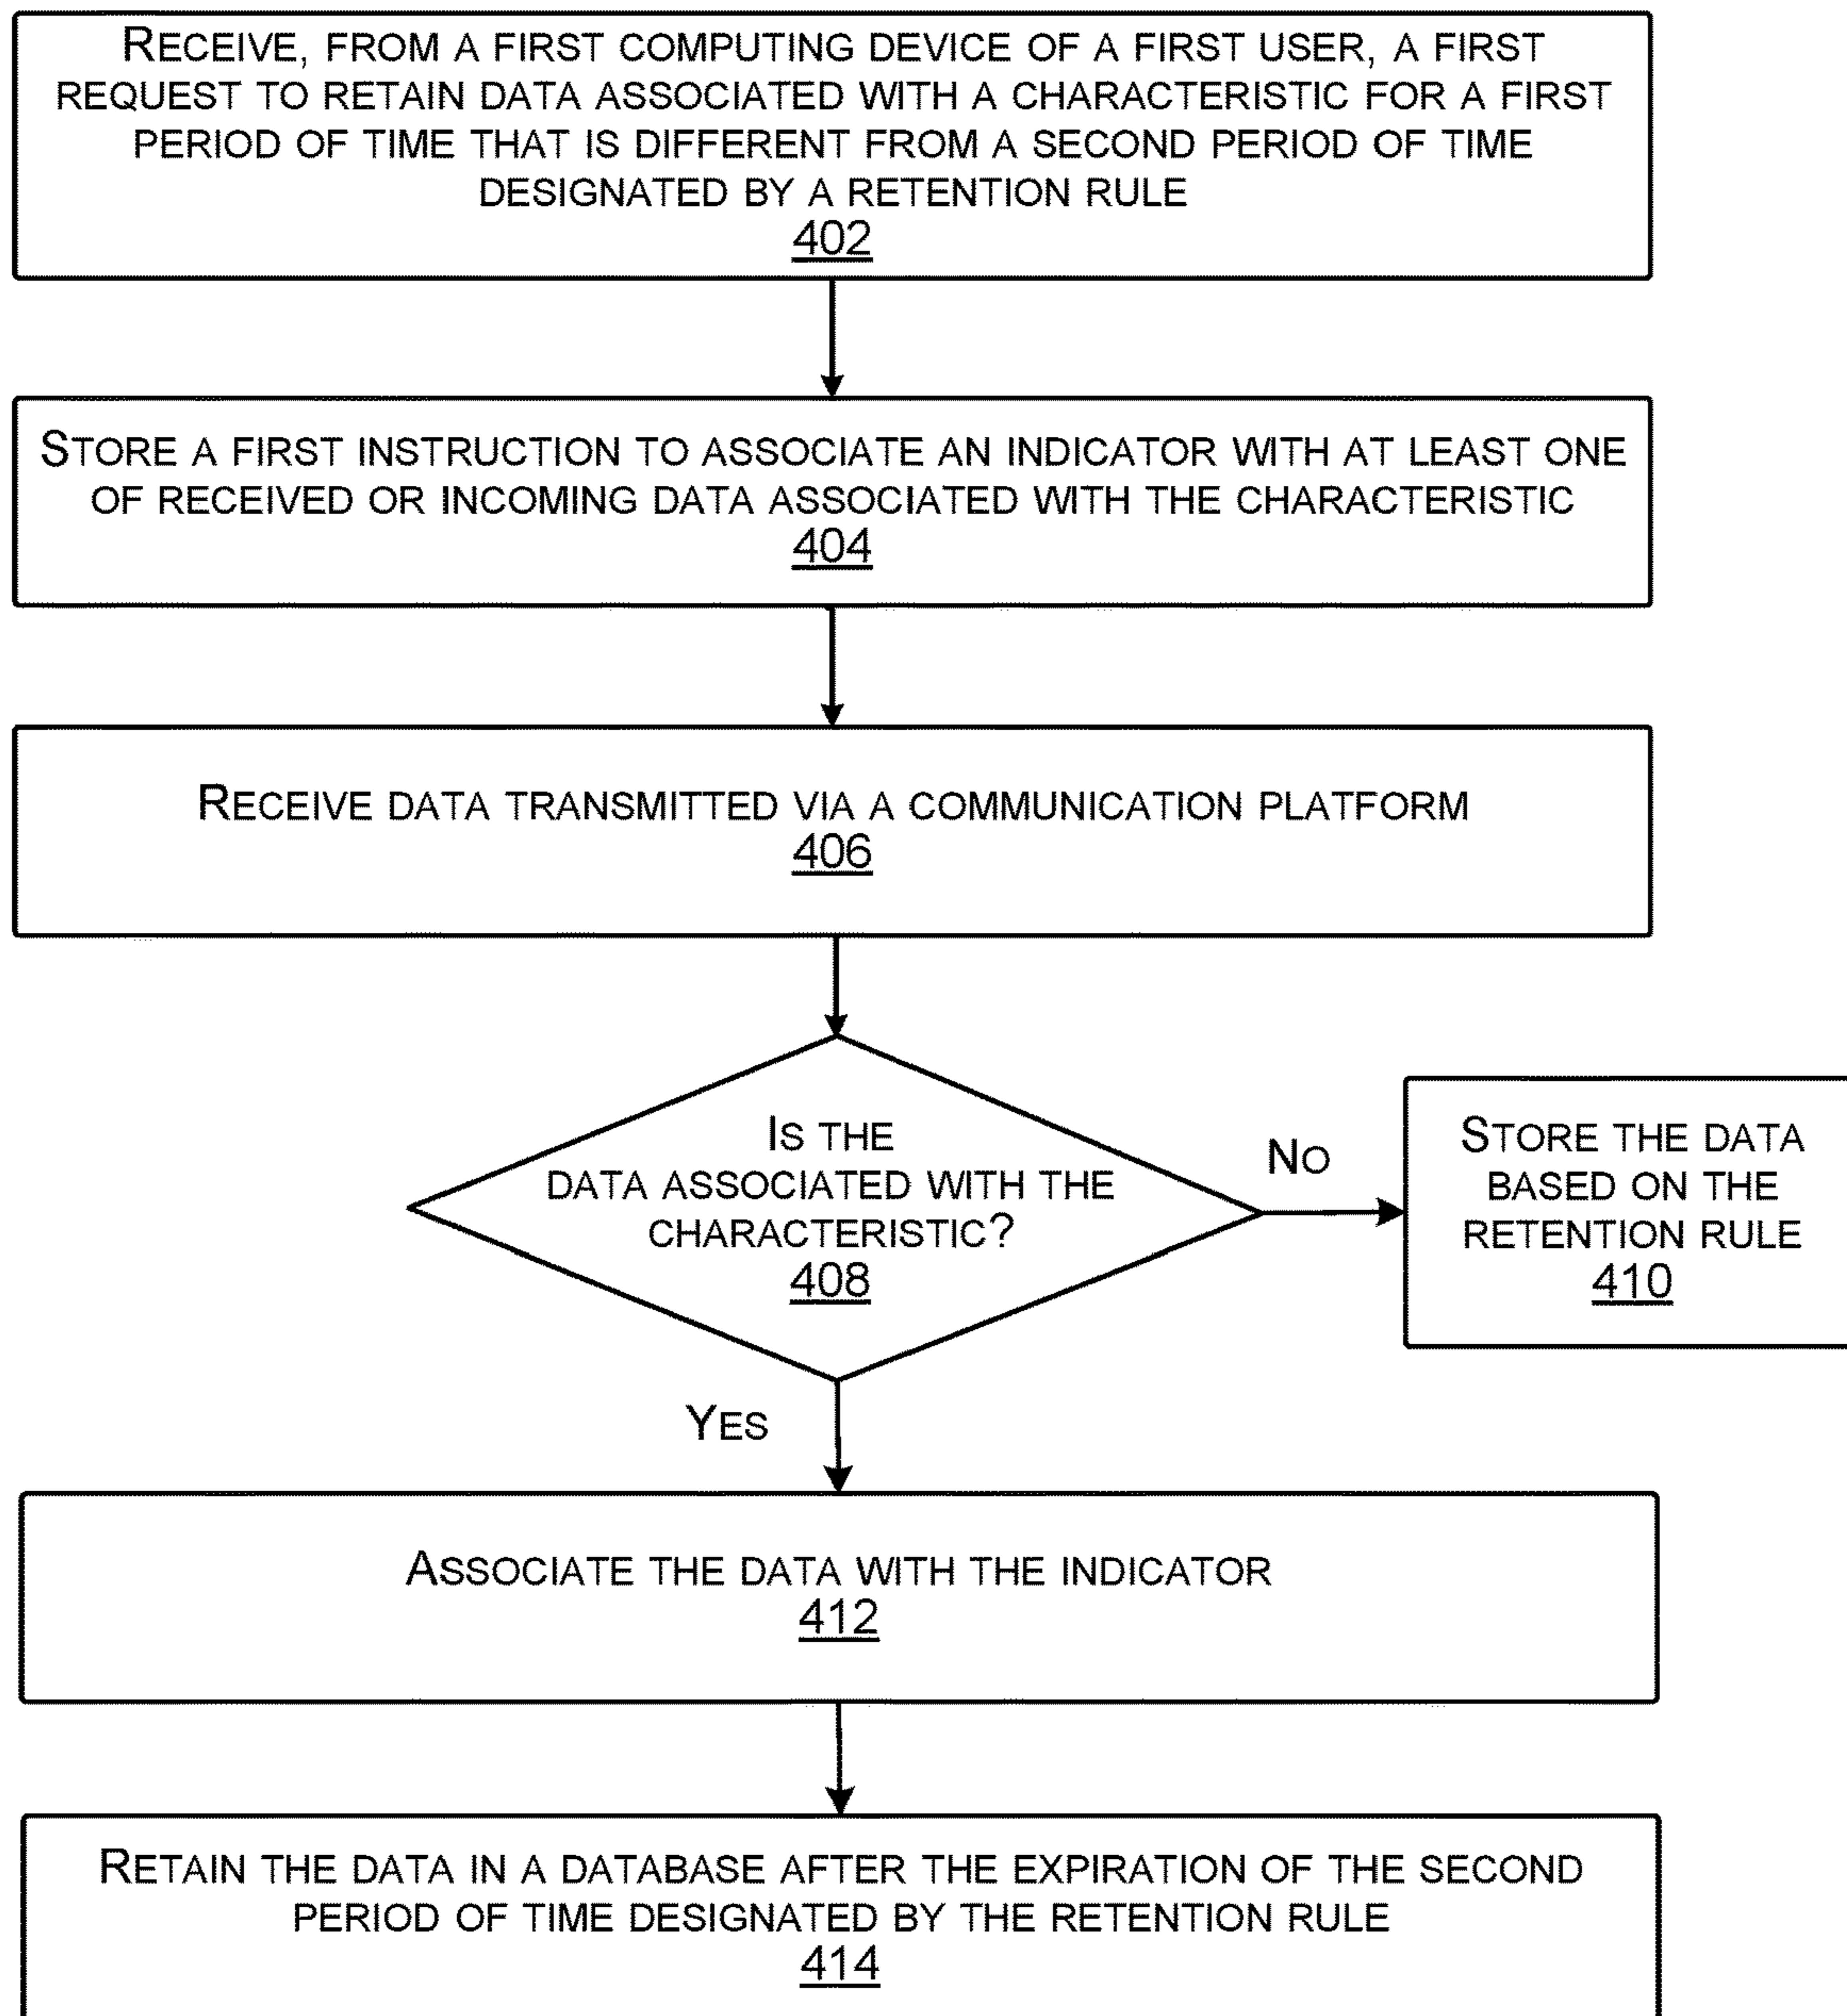 RECEIVE, FROM A FIRST COMPUTING DEVICE OF A FIRST USER, A FIRST
REQUEST TO RETAIN DATA ASSOCIATED WITH A CHARACTERISTIC FOR A FIRST
PERIOD OF TIME THAT IS DIFFERENT FROM A SECOND PERIOD OF TIME
DESIGNATED BY A RETENTION RULE
402
STORE A FIRST INSTRUCTION TO ASSOCIATE AN INDICATOR WITH AT LEAST ONE
OF RECEIVED OR INCOMING DATA ASSOCIATED WITH THE CHARACTERISTIC
404
RECEIVE DATA TRANSMITTED VIA A COMMUNICATION PLATFORM
406
IS THE
DATA ASSOCIATED WITH THE
CHARACTERISTIC?
408
NO
STORE THE DATA
BASED ON THE
RETENTION RULE
410
YES
ASSOCIATE THE DATA WITH THE INDICATOR
412
RETAIN THE DATA IN A DATABASE AFTER THE EXPIRATION OF THE SECOND
PERIOD OF TIME DESIGNATED BY THE RETENTION RULE
414